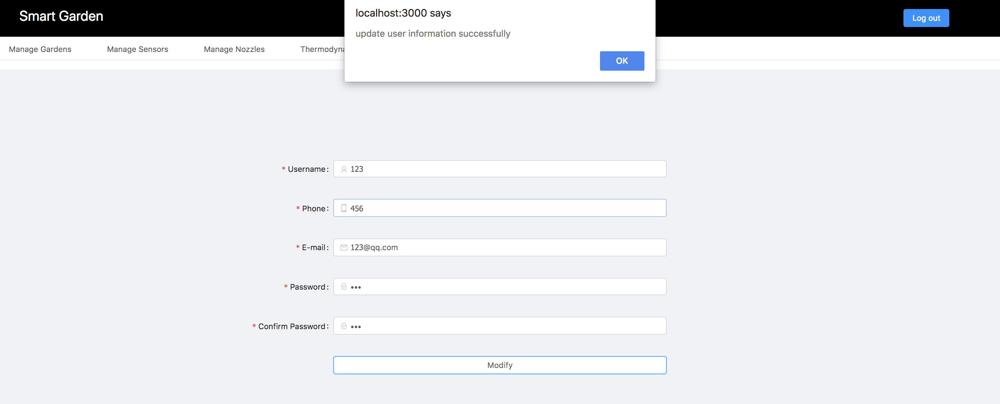 Smart Garden
localhost:3000 says
Log out
update user information successfully
Manage Gardens
Manage Sensors
Manage Nozzles
OK
* Username:
123
* Phone:
456
* E-mail:
123@qq.com
* Password:
•••
* Confirm Password:
•••
Modify